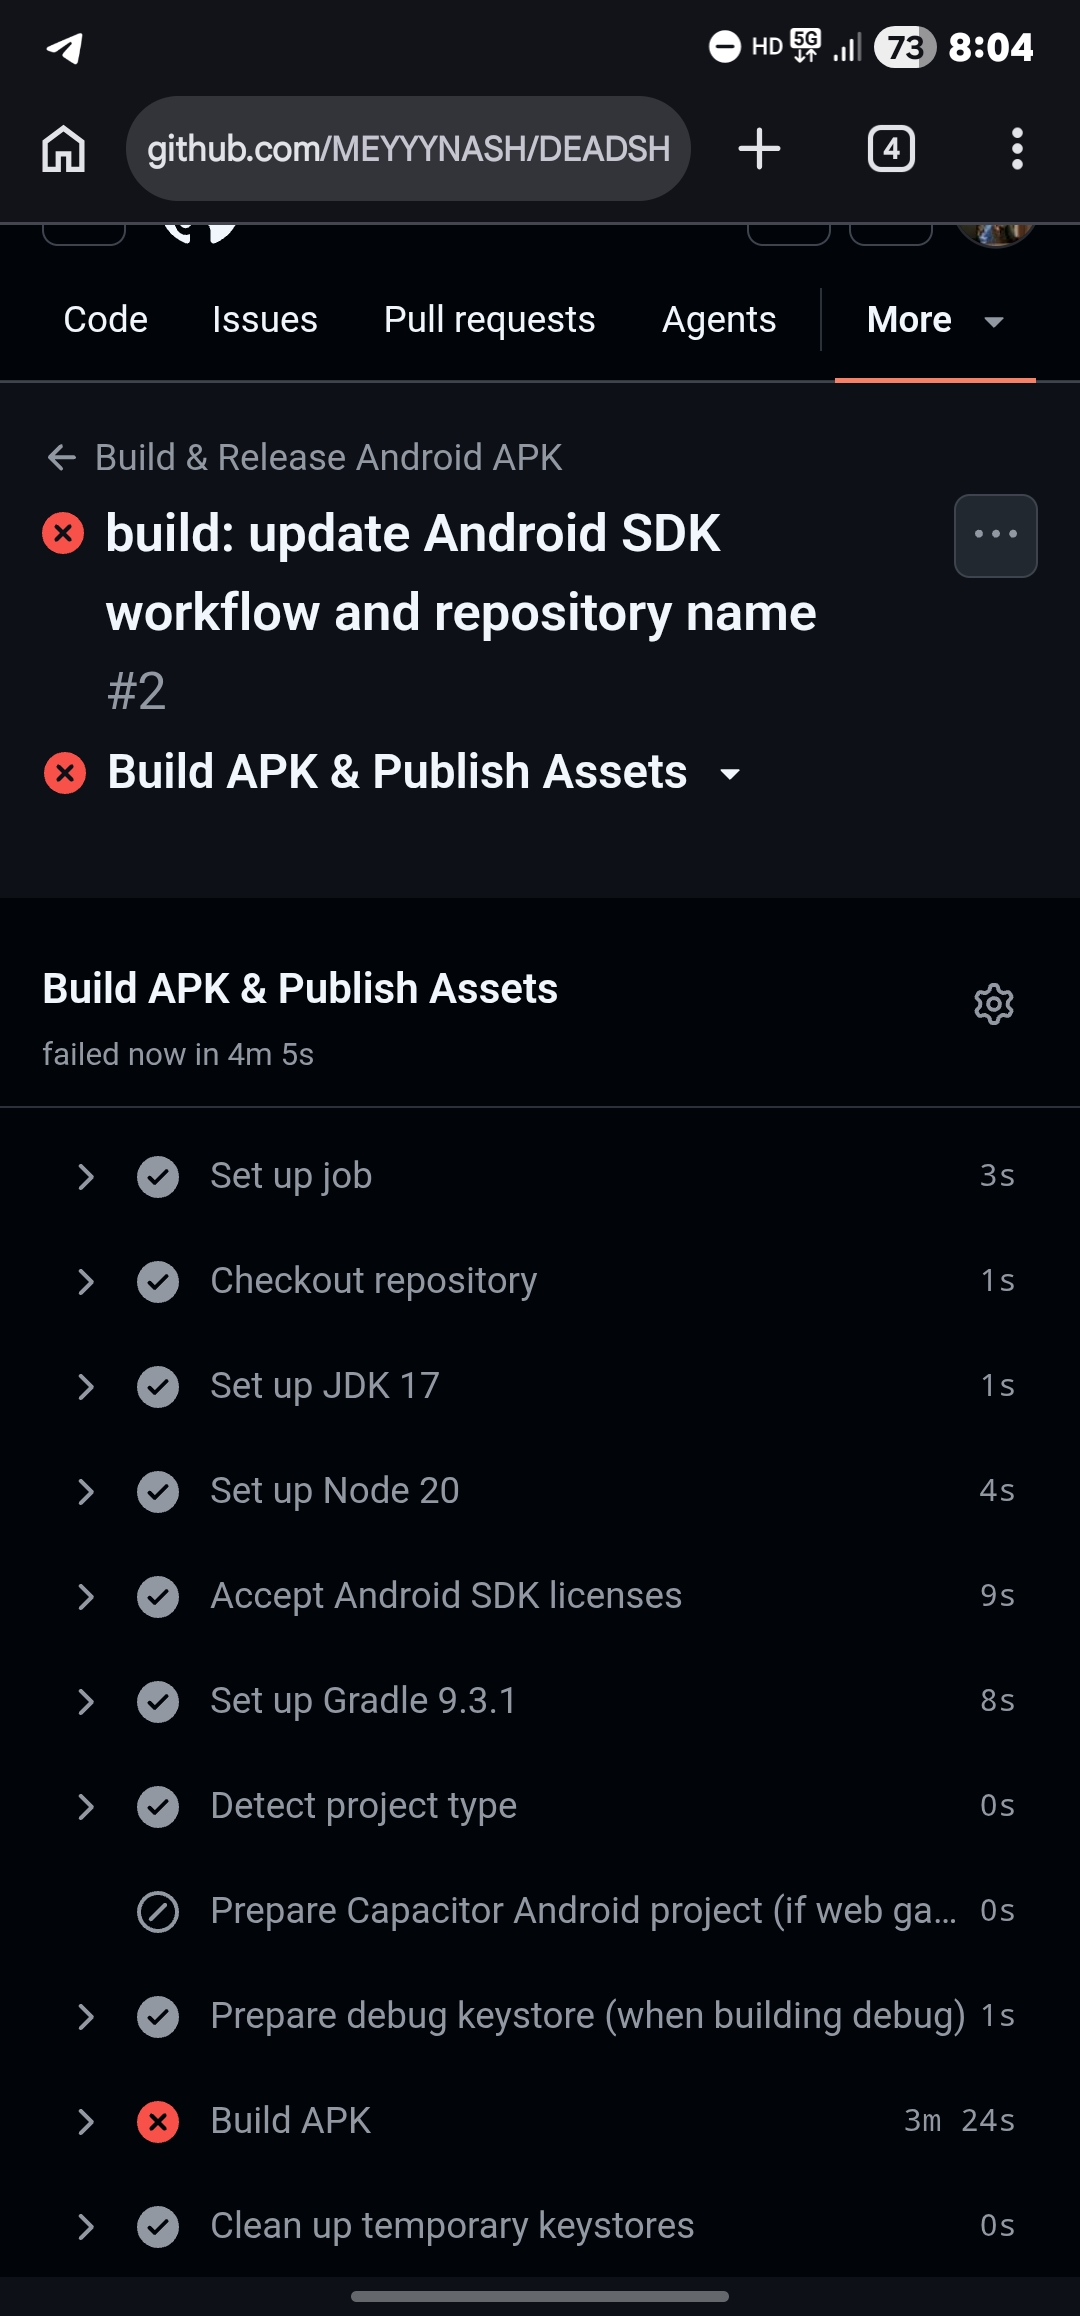 HD 5G 73 8:04
github.com/MEYYYNASH/DEADSH
4
Code Issues Pull requests Agents More
Build & Release Android APK
build: update Android SDK
workflow and repository name
#2
Build APK & Publish Assets
Build APK & Publish Assets
failed now in 4m 5s
Set up job 3s
Checkout repository 1s
Set up JDK 17 1s
Set up Node 20 4s
Accept Android SDK licenses 9s
Set up Gradle 9.3.1 8s
Detect project type 0s
Prepare Capacitor Android project (if web ga... 0s
Prepare debug keystore (when building debug) 1s
Build APK 3m 24s
Clean up temporary keystores 0s